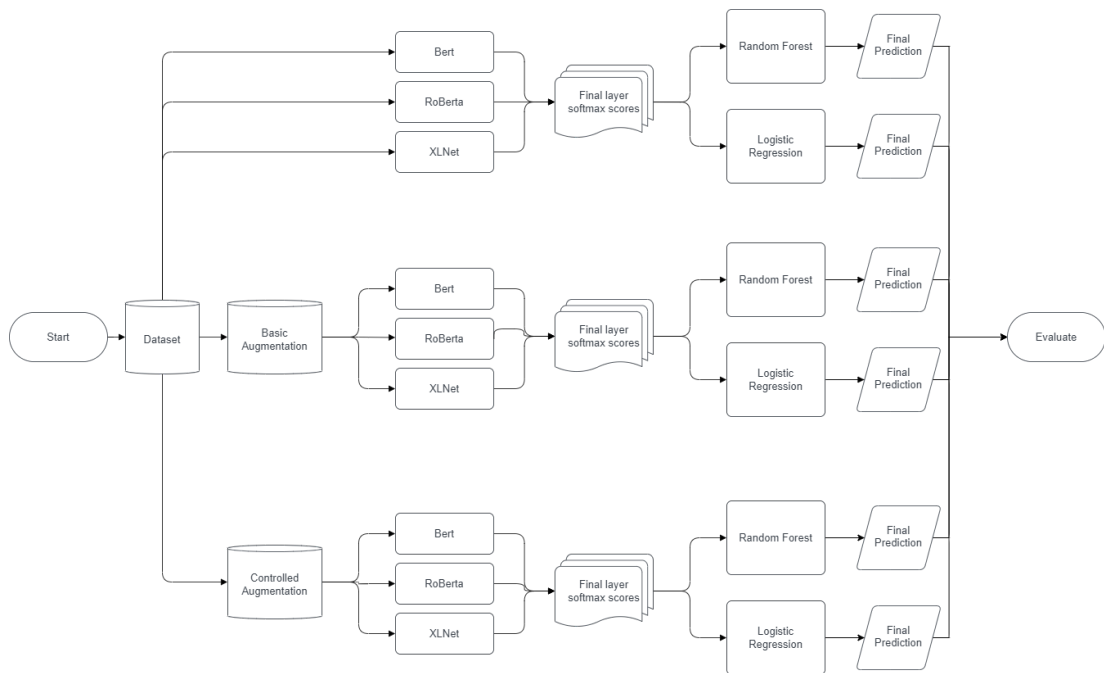 Bert
RoBerta
XLNet
Final layer
softmax scores
Random Forest
Final
Prediction
Logistic
Regression
Final
Prediction
Start
Dataset
Basic
Augmentation
Bert
RoBerta
XLNet
Final layer
softmax scores
Random Forest
Final
Prediction
Logistic
Regression
Final
Prediction
Evaluate
Controlled
Augmentation
Bert
RoBerta
XLNet
Final layer
softmax scores
Random Forest
Final
Prediction
Logistic
Regression
Final
Prediction